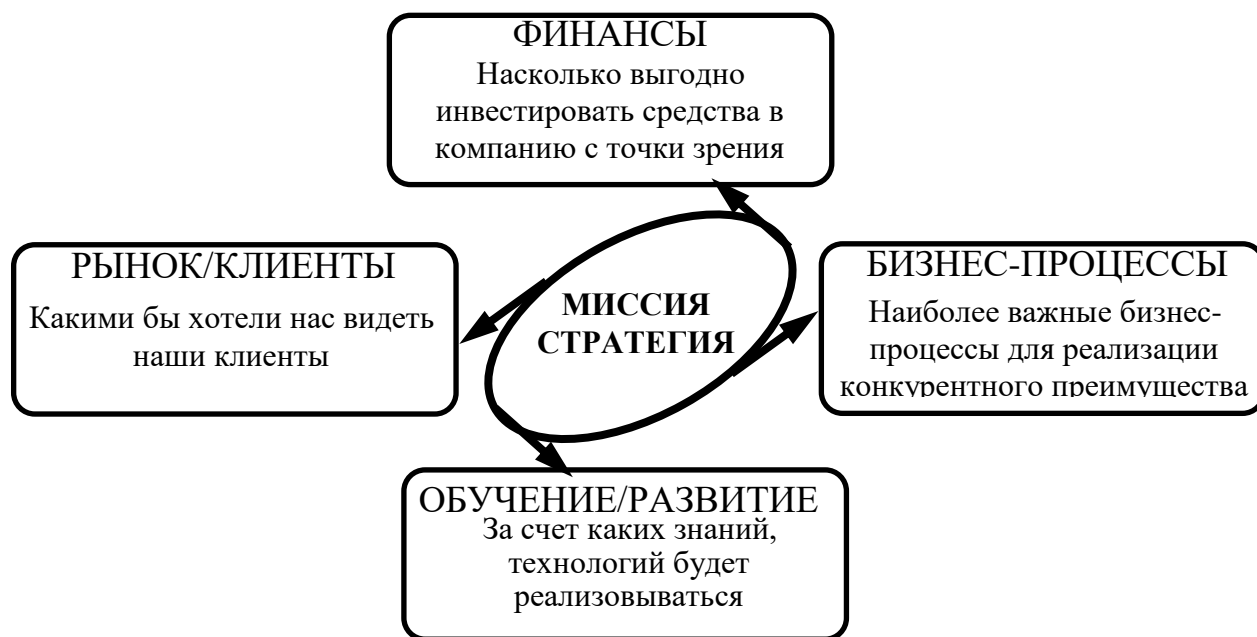 ФИНАНСЫ
Насколько выгодно
инвестировать средства в
компанию с точки зрения
РЫНОК/КЛИЕНТЫ
Какими бы хотели нас видеть
наши клиенты
МИССИЯ
СТРАТЕГИЯ
БИЗНЕС-ПРОЦЕССЫ
Наиболее важные бизнес-
процессы для реализации
конкурентного преимущества
ОБУЧЕНИЕ/РАЗВИТИЕ
За счет каких знаний,
технологий будет
реализовываться